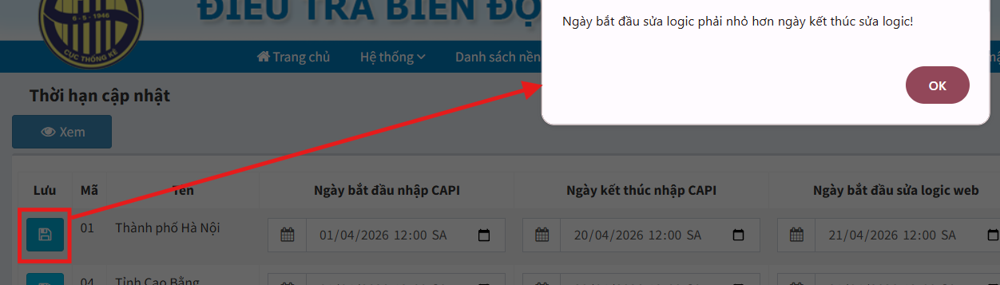 ĐIỀU TRA BIẾN ĐỘ
6 - 5 - 1946
CỤC THỐNG KÊ
Ngày bắt đầu sửa logic phải nhỏ hơn ngày kết thúc sửa logic!
OK
Trang chủ Hệ thống Danh sách nền
Thời hạn cập nhật
Xem
Lưu Mã Tên Ngày bắt đầu nhập CAPI Ngày kết thúc nhập CAPI Ngày bắt đầu sửa logic web
01 Thành phố Hà Nội 01/04/2026 12:00 SA 20/04/2026 12:00 SA 21/04/2026 12:00 SA
04 Tỉnh Cao Bằng